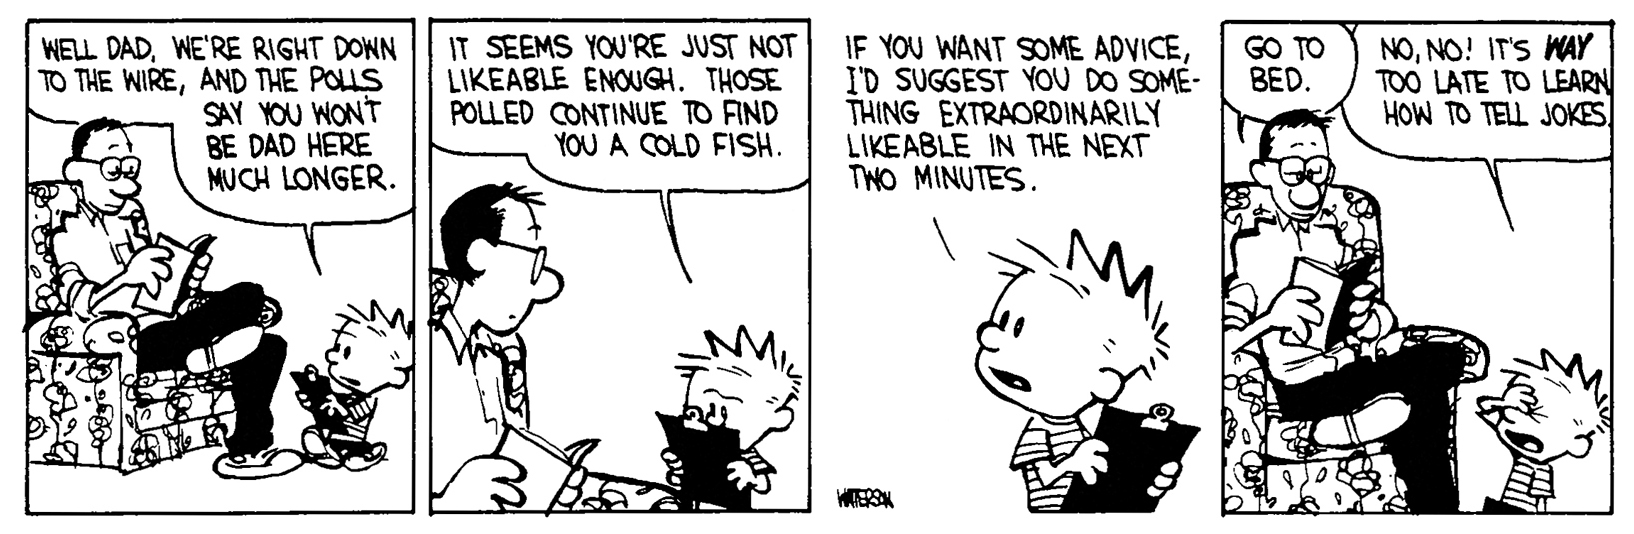 WELL DAD, WE'RE RIGHT DOWN
TO THE WIRE, AND THE POLLS
SAY YOU WON'T
BE DAD HERE
MUCH LONGER.
IT SEEMS YOU'RE JUST NOT
LIKEABLE ENOUGH. THOSE
POLLED CONTINUE TO FIND
YOU A COLD FISH.
IF YOU WANT SOME ADVICE,
I'D SUGGEST YOU DO SOME-
THING EXTRAORDINARILY
LIKEABLE IN THE NEXT
TWO MINUTES.
WATTERSON
GO TO
BED.
NO, NO! IT'S WAY
TOO LATE TO LEARN
HOW TO TELL JOKES.